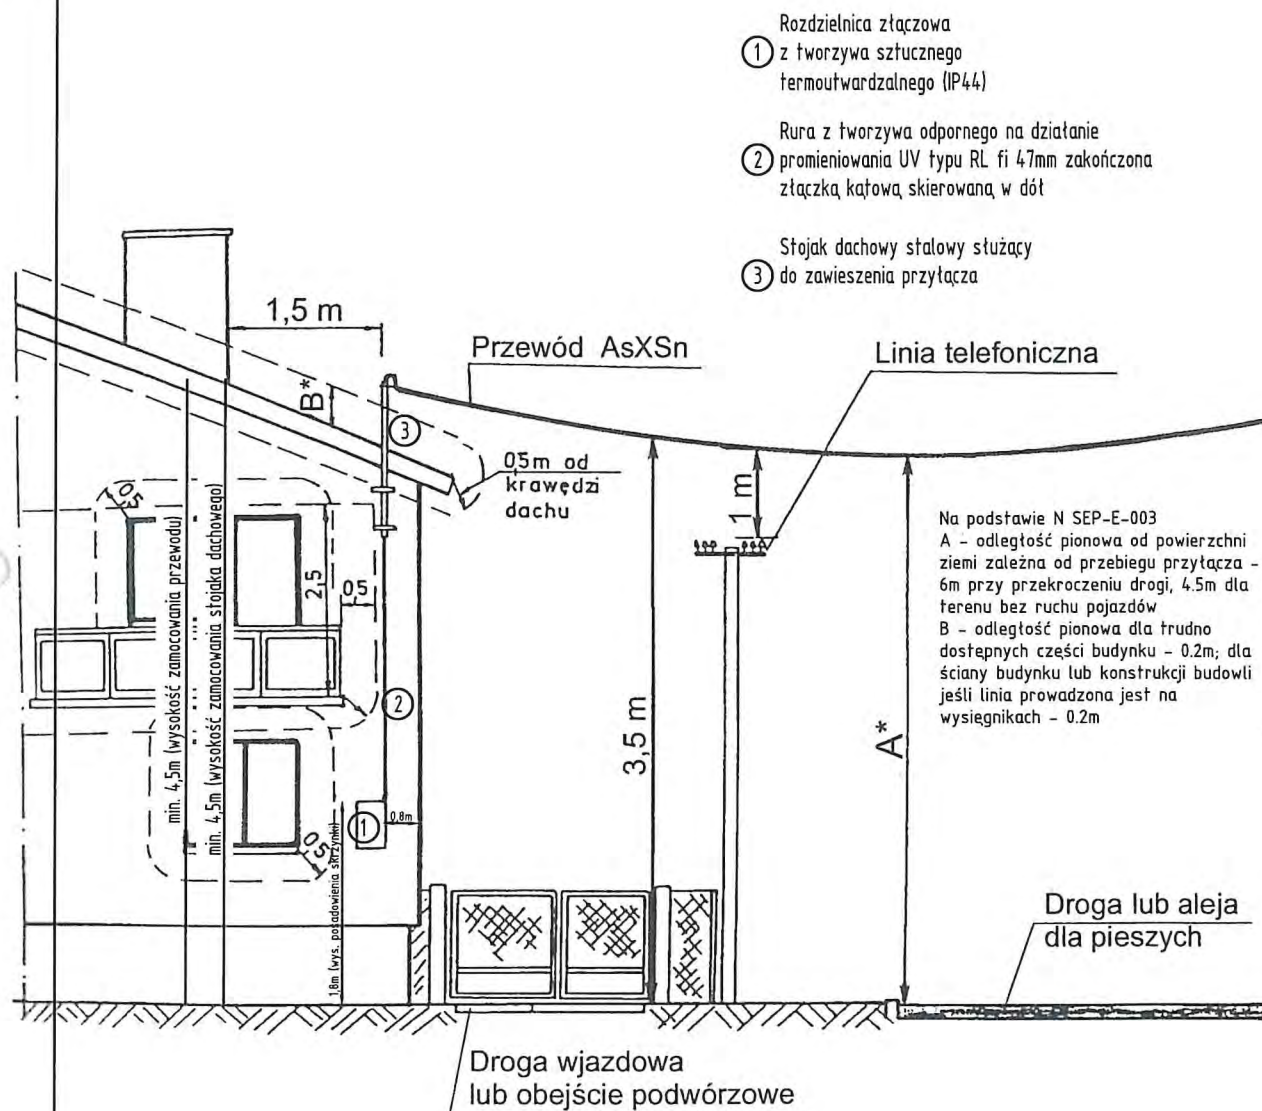 Rozdzielnica złączowa
1 z tworzywa sztucznego
termoutwardzalnego (IP44)
Rura z tworzywa odpornego na działanie
2 promieniowania UV typu RL fi 47mm zakończona
złączką kątową skierowaną w dół
Stojak dachowy stalowy służący
3 do zawieszenia przyłącza
1,5 m
Przewód AsXSn
Linia telefoniczna
B*
3
0,5m od
krawędzi
dachu
1 m
0,5
2,5
0,5
min. 4,5m (wysokość zamocowania przewodu)
min. 4,5m (wysokość zamocowania stojaka dachowego)
Na podstawie N SEP-E-003
A - odległość pionowa od powierzchni
ziemi zależna od przebiegu przyłącza -
6m przy przekroczeniu drogi, 4.5m dla
terenu bez ruchu pojazdów
B - odległość pionowa dla trudno
dostępnych części budynku - 0.2m; dla
ściany budynku lub konstrukcji budowli
jeśli linia prowadzona jest na
wysięgnikach - 0.2m
2
3,5 m
A*
1
0,8m
0,5
1,8m (wys. posadowienia skrzynki)
Droga lub aleja
dla pieszych
Droga wjazdowa
lub obejście podwórzowe